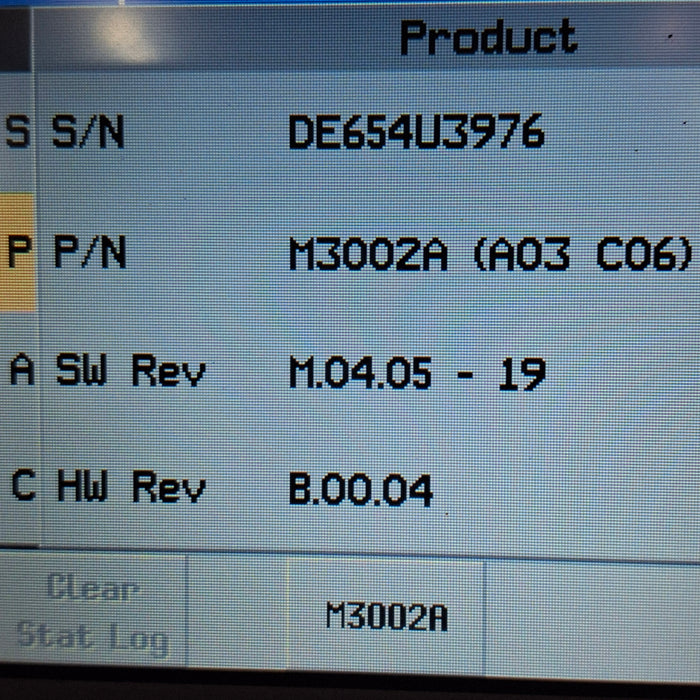 Product
S S/N DE654U3976
P P/N M3002A (A03 C06)
A SW Rev M.04.05 - 19
C HW Rev B.00.04
Clear
Stat Log
M3002A